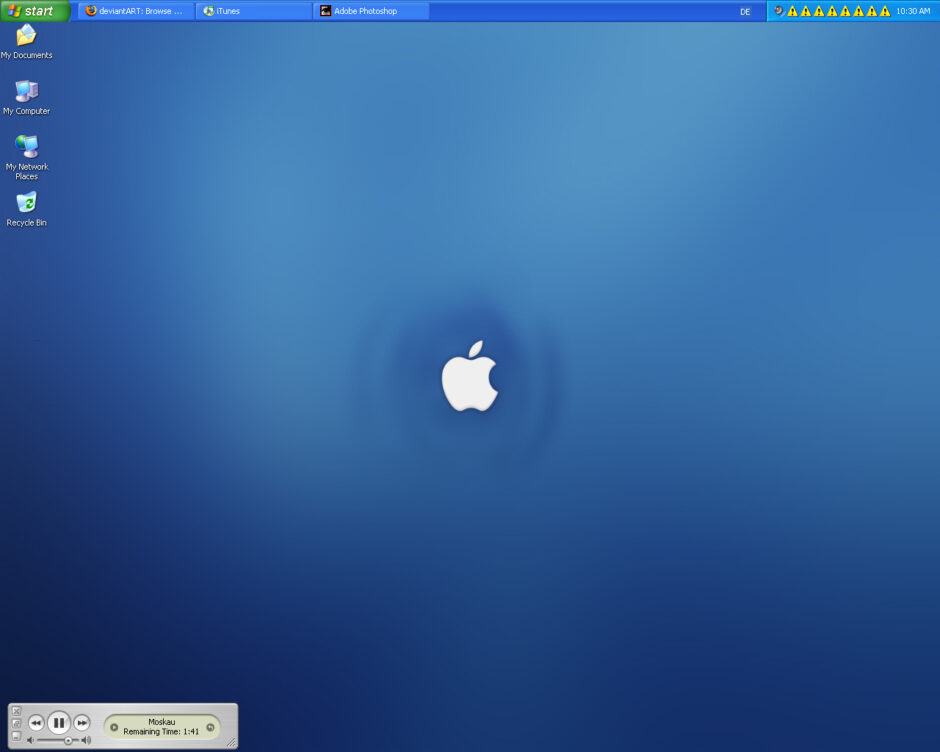 start
deviantART: Browse ...
iTunes
Adobe Photoshop
DE
10:30 AM
My Documents
My Computer
My Network
Places
Recycle Bin
Moskau
Remaining Time: 1:41